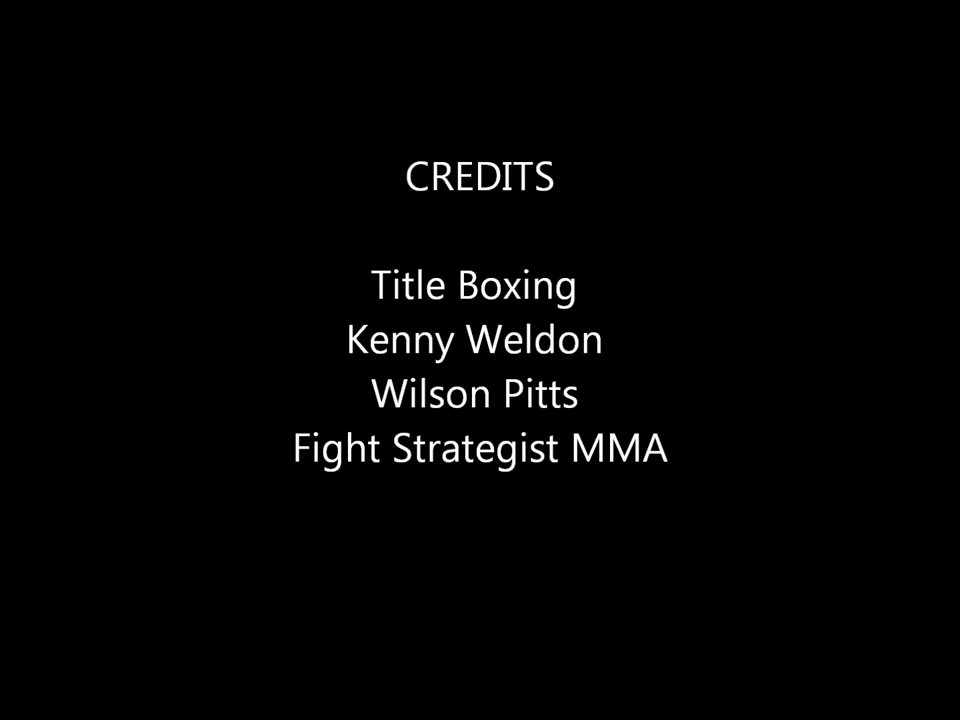 CREDITS
Title Boxing
Kenny Weldon
Wilson Pitts
Fight Strategist MMA